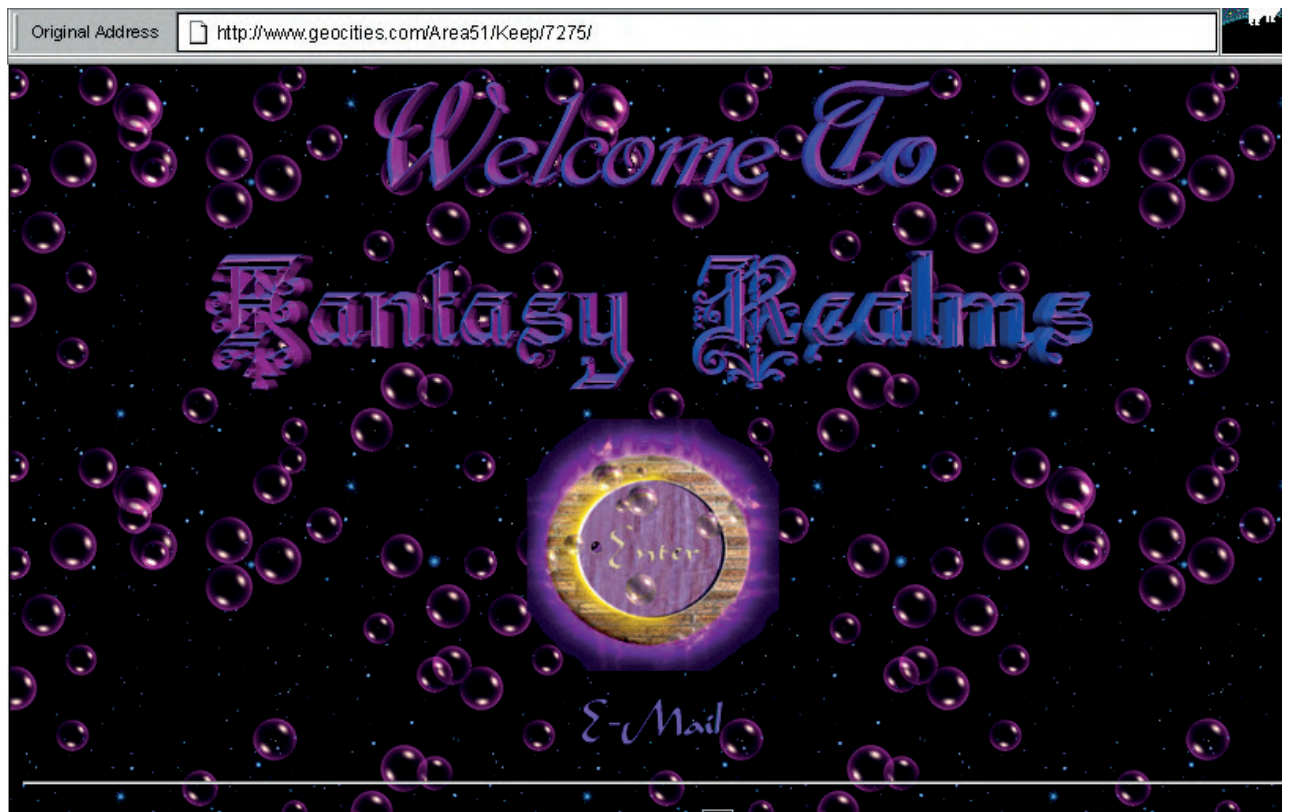 Original Address http://www.geocities.com/Area51/Keep/7275/
Welcome To
Fantasy Realms
Enter
E-Mail